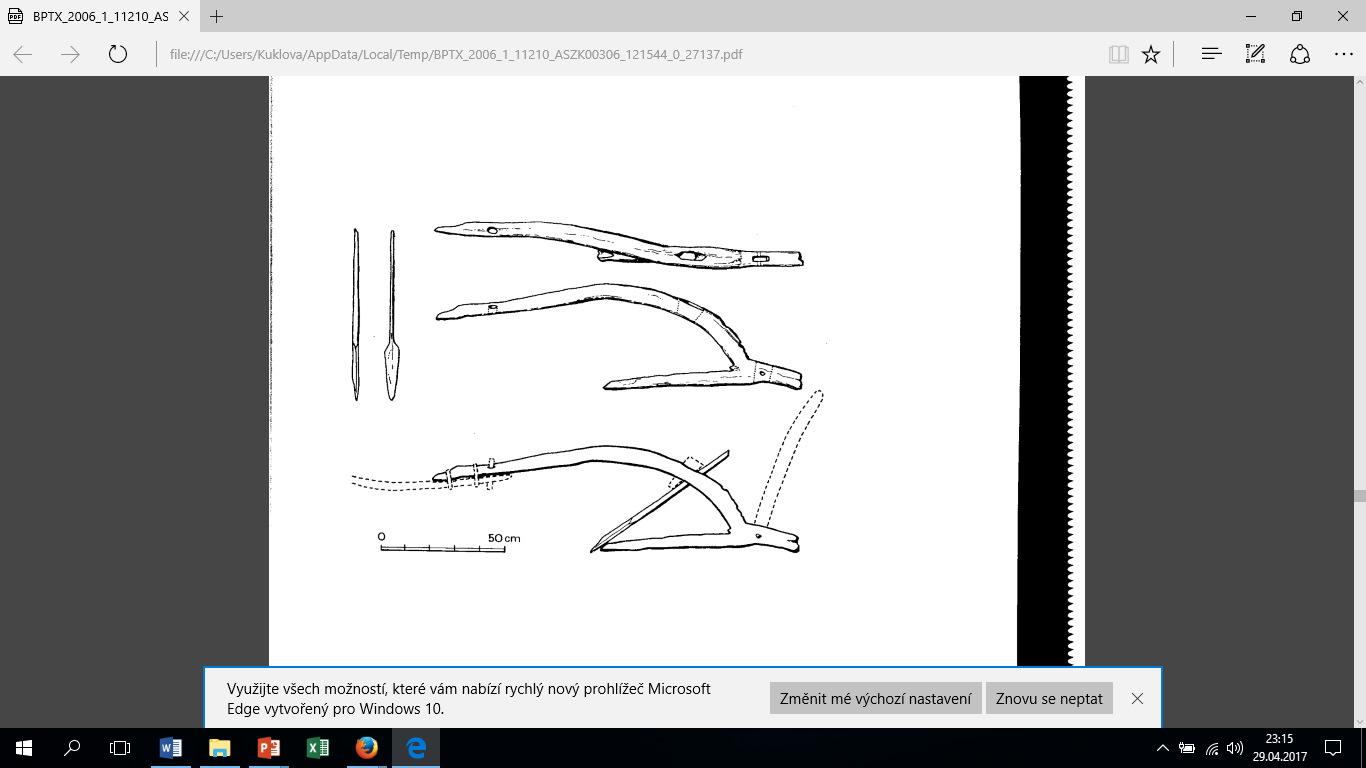 BPTX_2006_1_11210_AS
file:///C:/Users/Kuklova/AppData/Local/Temp/BPTX_2006_1_11210_ASZK00306_121544_0_27137.pdf
0 50 cm
Využijte všech možností, které vám nabízí rychlý nový prohlížeč Microsoft
Edge vytvořený pro Windows 10.
Změnit mé výchozí nastavení
Znovu se neptat
23:15
29.04.2017